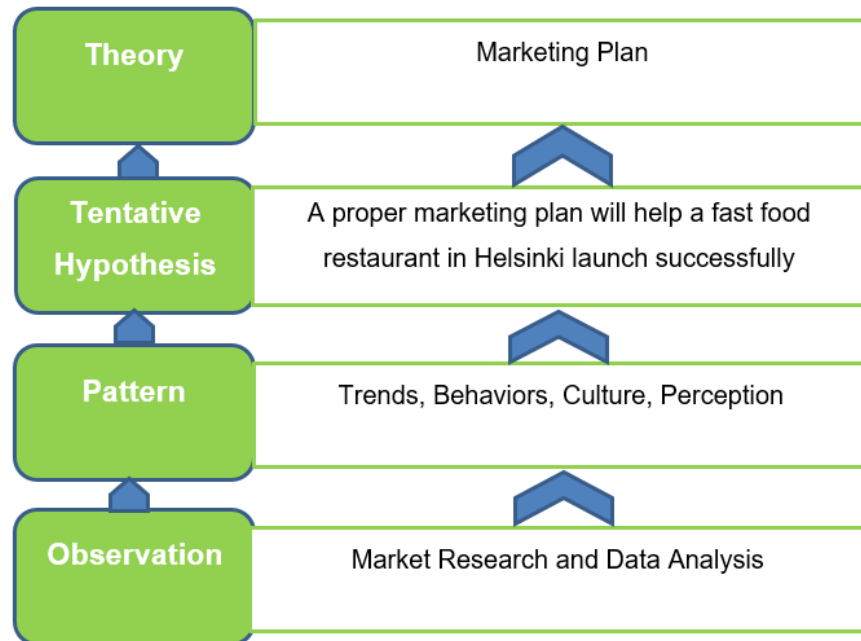 Theory
Marketing Plan
Tentative
Hypothesis
A proper marketing plan will help a fast food
restaurant in Helsinki launch successfully
Pattern
Trends, Behaviors, Culture, Perception
Observation
Market Research and Data Analysis